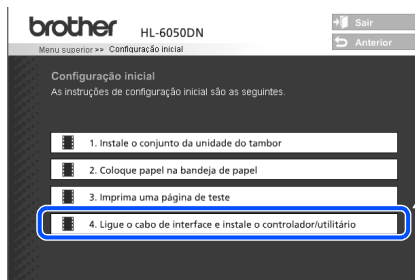 brother HL-6050DN
Sair
Anterior
Menu superior >> Configuração inicial
Configuração inicial
As instruções de configuração inicial são as seguintes.
1. Instale o conjunto da unidade do tambor
2. Coloque papel na bandeja de papel
3. Imprima uma página de teste
4. Ligue o cabo de interface e instale o controlador/utilitário